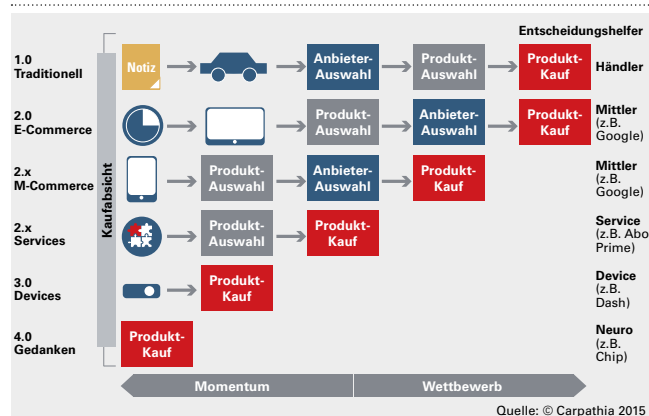 Entscheidungshelfer
1.0
Traditionell
Notiz
Anbieter-
Auswahl
Produkt-
Auswahl
Produkt-
Kauf
Händler
2.0
E-Commerce
Produkt-
Auswahl
Anbieter-
Auswahl
Produkt-
Kauf
Mittler
(z.B.
Google)
2.x
M-Commerce
Produkt-
Auswahl
Anbieter-
Auswahl
Produkt-
Kauf
Mittler
(z.B.
Google)
Kaufabsicht
2.x
Services
Produkt-
Auswahl
Produkt-
Kauf
Service
(z.B. Abo
Prime)
3.0
Devices
Produkt-
Kauf
Device
(z.B.
Dash)
4.0
Gedanken
Produkt-
Kauf
Neuro
(z.B.
Chip)
Momentum
Wettbewerb
Quelle: © Carpathia 2015